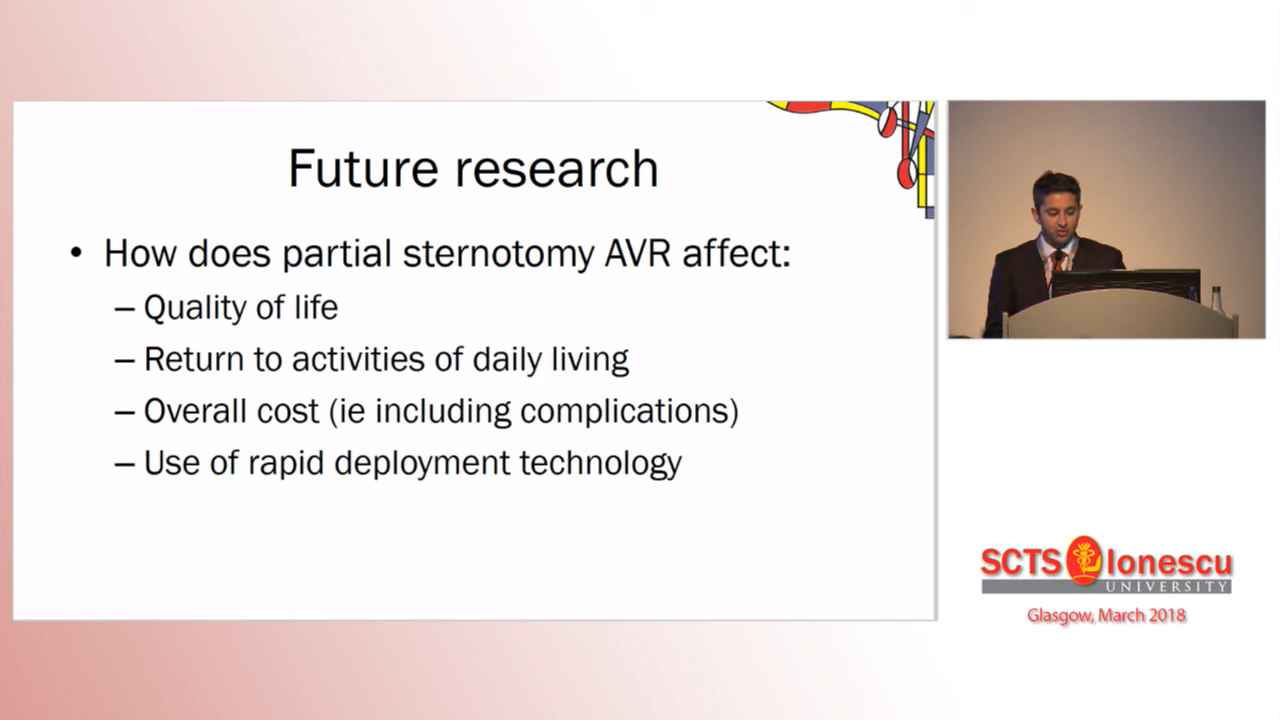 Future research
• How does partial sternotomy AVR affect:
– Quality of life
– Return to activities of daily living
– Overall cost (ie including complications)
– Use of rapid deployment technology
SCTS Ionescu
UNIVERSITY
Glasgow, March 2018